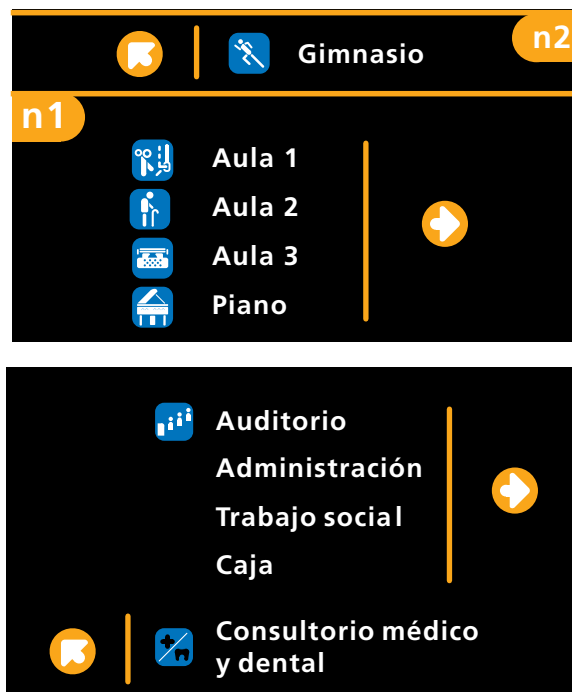 Gimnasio
n2
n1
Aula 1
Aula 2
Aula 3
Piano
Auditorio
Administración
Trabajo social
Caja
Consultorio médico
y dental